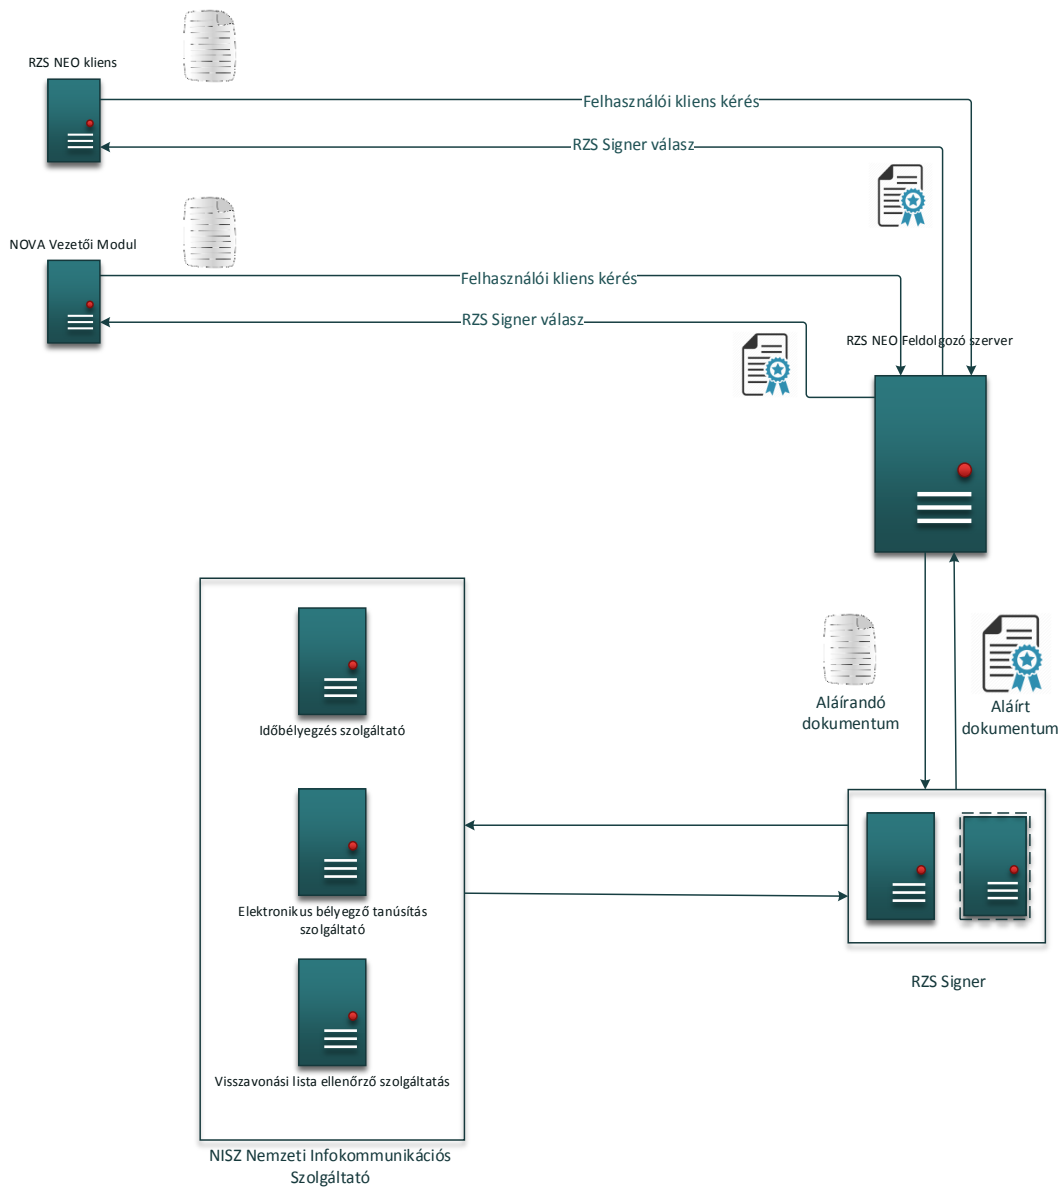 RZS NEO kliens
Felhasználói kliens kérés
RZS Signer válasz
NOVA Vezetői Modul
Felhasználói kliens kérés
RZS Signer válasz
RZS NEO Feldolgozó szerver
Aláírandó
dokumentum
Aláírt
dokumentum
Időbélyegzés szolgáltató
Elektronikus bélyegző tanúsítás
szolgáltató
RZS Signer
Visszavonási lista ellenőrző szolgáltatás
NISZ Nemzeti Infokommunikációs
Szolgáltató